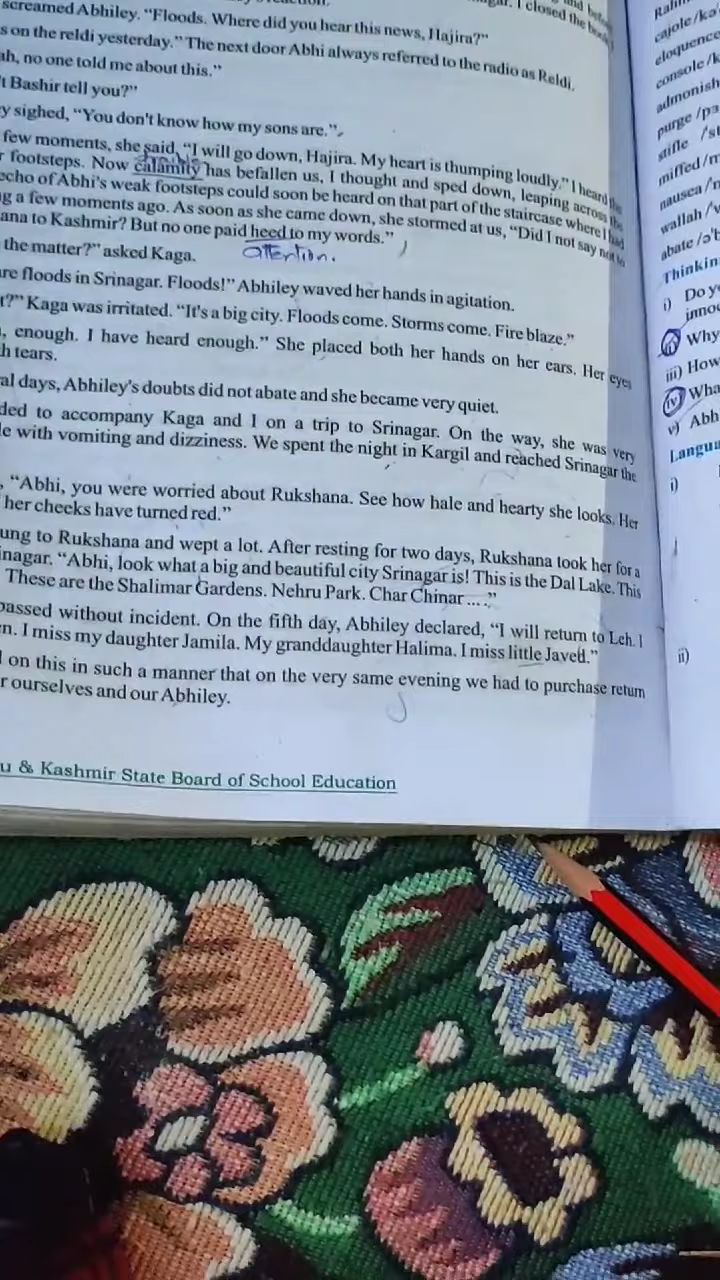 screamed Abhiley. “Floods. Where did you hear this news, Hajira?”
s on the reldi yesterday.” The next door Abhi always referred to the radio as Reldi.
ah, no one told me about this.”
t Bashir tell you?”
y sighed, “You don't know how my sons are.”
few moments, she said, “I will go down, Hajira. My heart is thumping loudly.” I heard the
r footsteps. Now calamity has befallen us, I thought and sped down, leaping across the
echo of Abhi's weak footsteps could soon be heard on that part of the staircase where I had
g a few moments ago. As soon as she came down, she stormed at us, “Did I not say not to
ana to Kashmir? But no one paid heed to my words.”
attention.
the matter?” asked Kaga.
re floods in Srinagar. Floods!” Abhiley waved her hands in agitation.
t?” Kaga was irritated. “It's a big city. Floods come. Storms come. Fire blaze.”
, enough. I have heard enough.” She placed both her hands on her ears. Her eyes
h tears.
al days, Abhiley's doubts did not abate and she became very quiet.
ded to accompany Kaga and I on a trip to Srinagar. On the way, she was very
le with vomiting and dizziness. We spent the night in Kargil and reached Srinagar the
, “Abhi, you were worried about Rukshana. See how hale and hearty she looks. Her
her cheeks have turned red.”
ung to Rukshana and wept a lot. After resting for two days, Rukshana took her for a
inagar. “Abhi, look what a big and beautiful city Srinagar is! This is the Dal Lake. This
These are the Shalimar Gardens. Nehru Park. Char Chinar ... .”
passed without incident. On the fifth day, Abhiley declared, “I will return to Leh. I
n. I miss my daughter Jamila. My granddaughter Halima. I miss little Javed.”
l on this in such a manner that on the very same evening we had to purchase return
r ourselves and our Abhiley.
u & Kashmir State Board of School Education
cajole /kə
eloquence
console /k
admonish
purge /pɜ
stifle /s
miffed /m
nausea /n
wallah /
abate /ə'b
Thinkin
i) Do y
ii) Why
iii) How
iv) Wha
v) Abh
Langua
i)
ii)